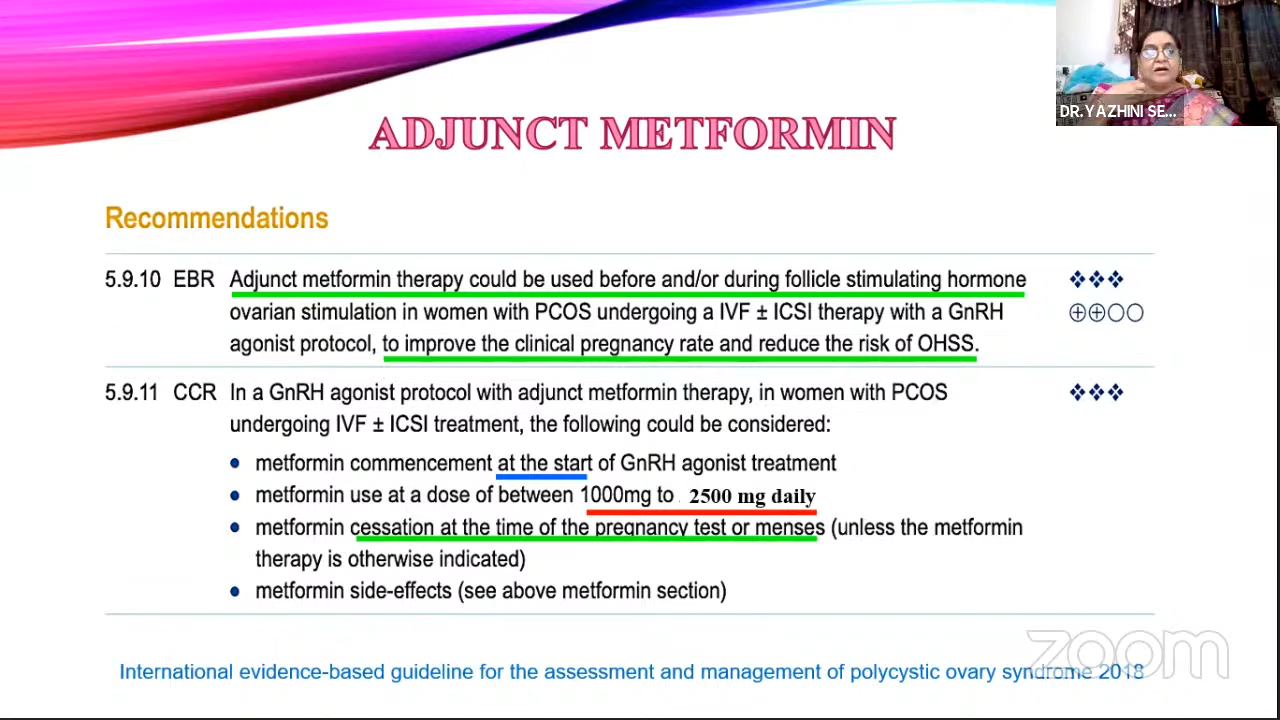 DR.YAZHINI SE...
ADJUNCT METFORMIN
Recommendations
5.9.10 EBR Adjunct metformin therapy could be used before and/or during follicle stimulating hormone
ovarian stimulation in women with PCOS undergoing a IVF ± ICSI therapy with a GnRH
agonist protocol, to improve the clinical pregnancy rate and reduce the risk of OHSS.
5.9.11 CCR In a GnRH agonist protocol with adjunct metformin therapy, in women with PCOS
undergoing IVF ± ICSI treatment, the following could be considered:
• metformin commencement at the start of GnRH agonist treatment
• metformin use at a dose of between 1000mg to 2500 mg daily
• metformin cessation at the time of the pregnancy test or menses (unless the metformin
therapy is otherwise indicated)
• metformin side-effects (see above metformin section)
zoom
International evidence-based guideline for the assessment and management of polycystic ovary syndrome 2018